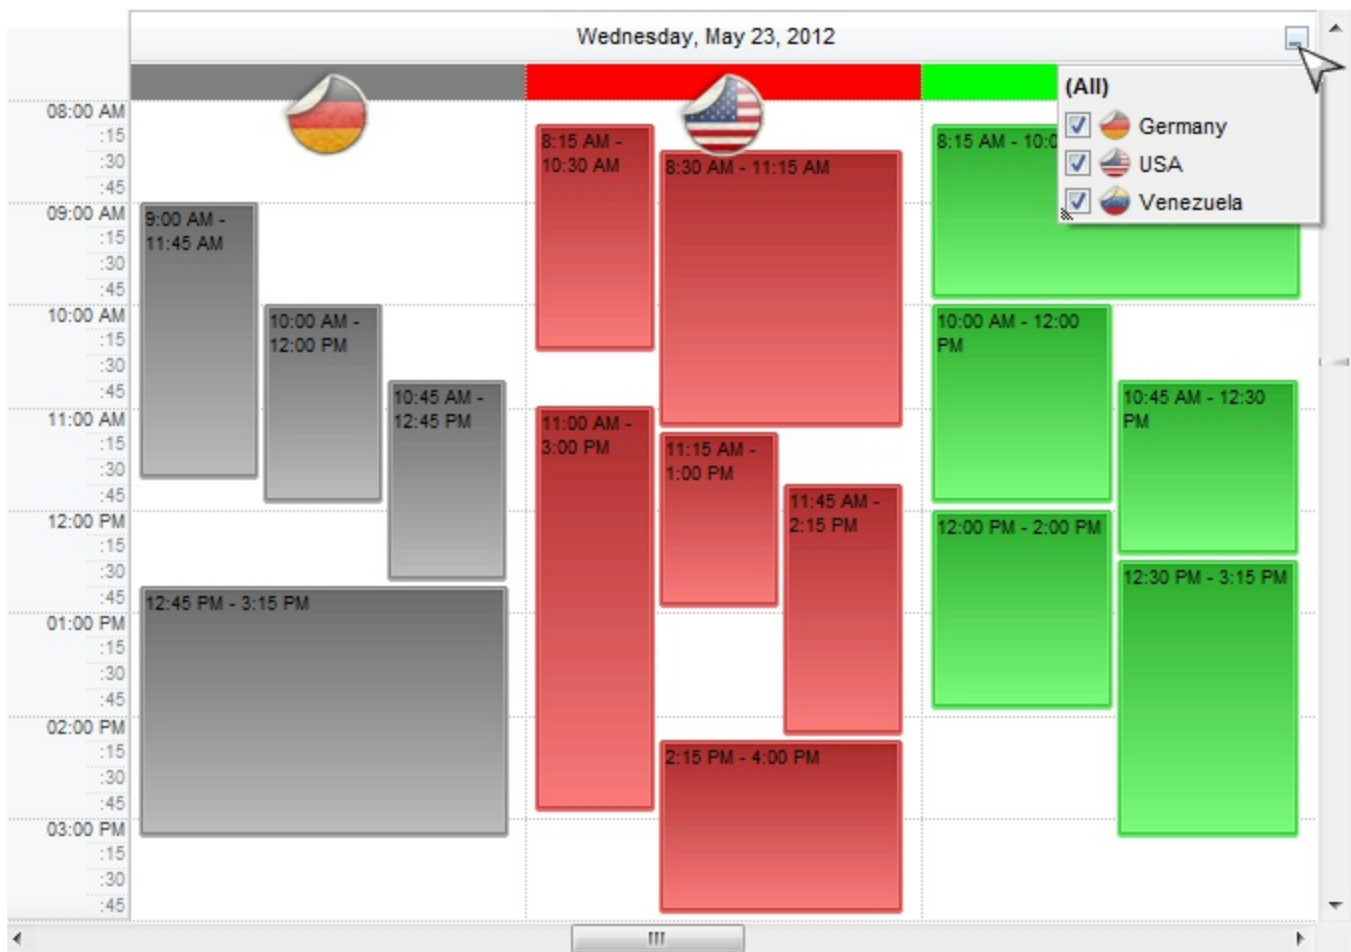 Wednesday, May 23, 2012
(All)
Germany
USA
Venezuela
08:00 AM
:15
:30
:45
09:00 AM
:15
:30
:45
10:00 AM
:15
:30
:45
11:00 AM
:15
:30
:45
12:00 PM
:15
:30
:45
01:00 PM
:15
:30
:45
02:00 PM
:15
:30
:45
03:00 PM
:15
:30
:45
9:00 AM -
11:45 AM
10:00 AM -
12:00 PM
10:45 AM -
12:45 PM
12:45 PM - 3:15 PM
8:15 AM -
10:30 AM
8:30 AM - 11:15 AM
11:00 AM -
3:00 PM
11:15 AM -
1:00 PM
11:45 AM -
2:15 PM
2:15 PM - 4:00 PM
8:15 AM - 10:0
10:00 AM - 12:00
PM
10:45 AM - 12:30
PM
12:00 PM - 2:00 PM
12:30 PM - 3:15 PM